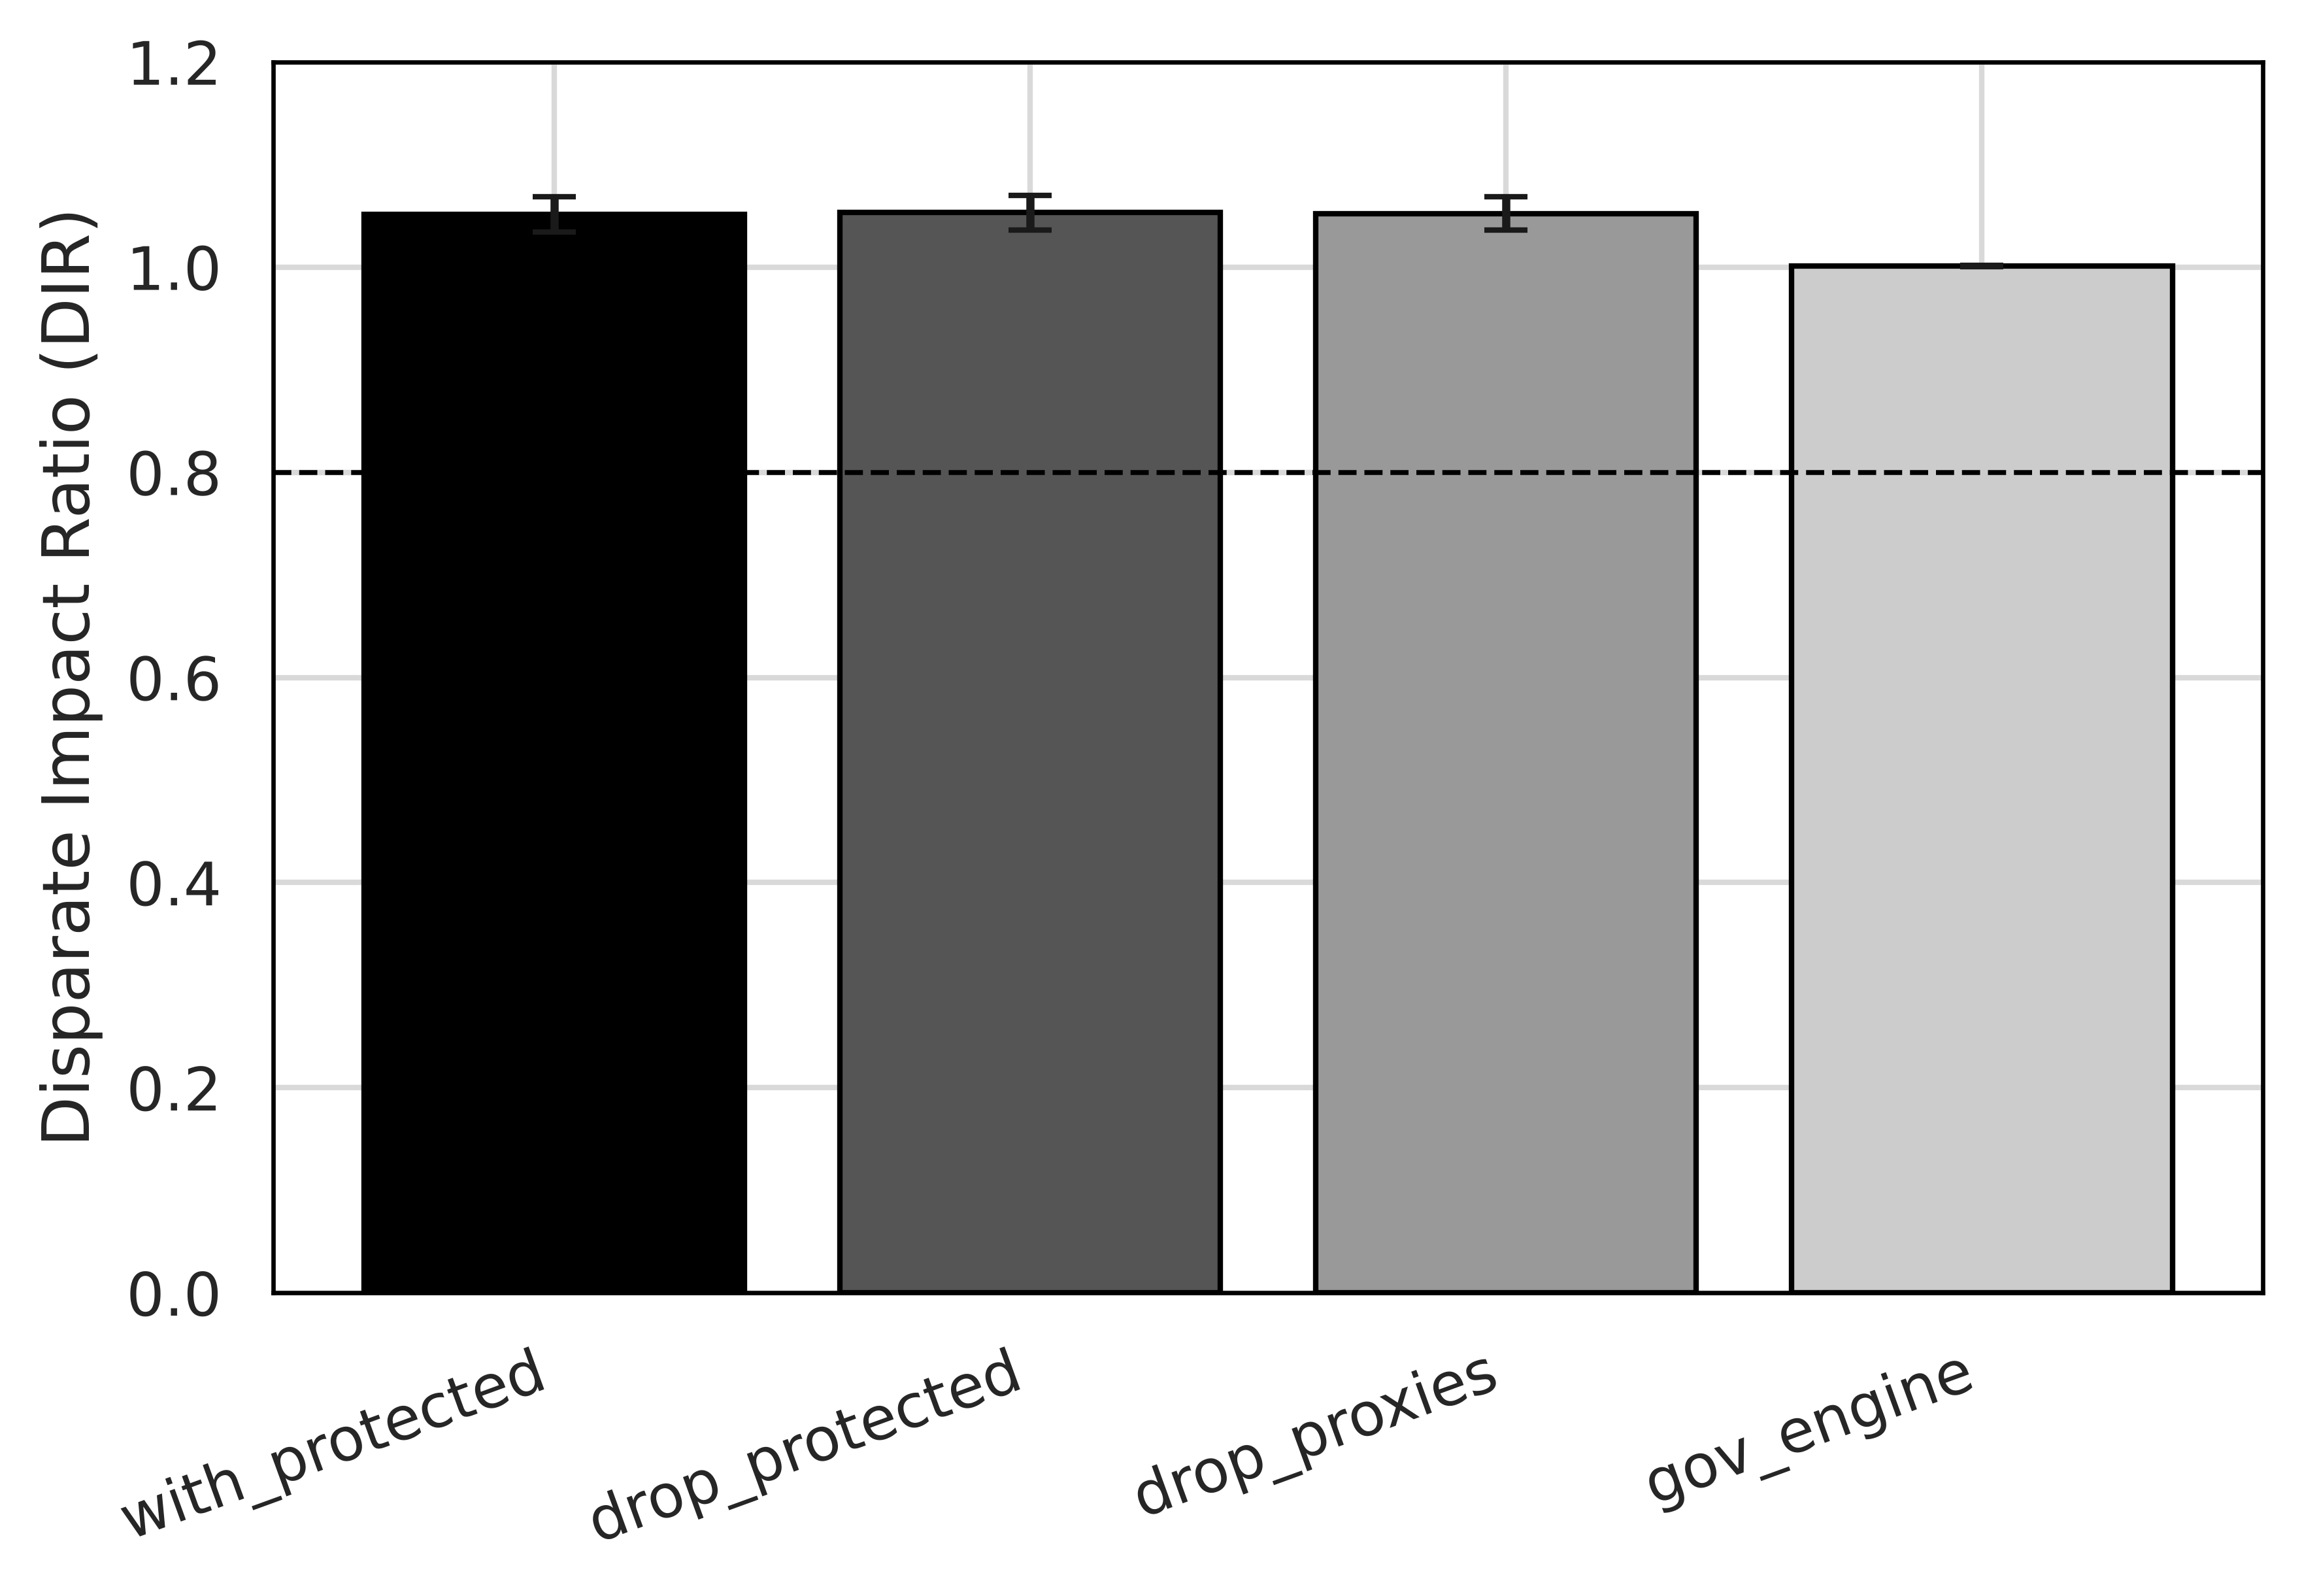 Disparate Impact Ratio (DIR)
1.2
1.0
0.8
0.6
0.4
0.2
0.0
with_protected
drop_protected
drop_proxies
gov_engine